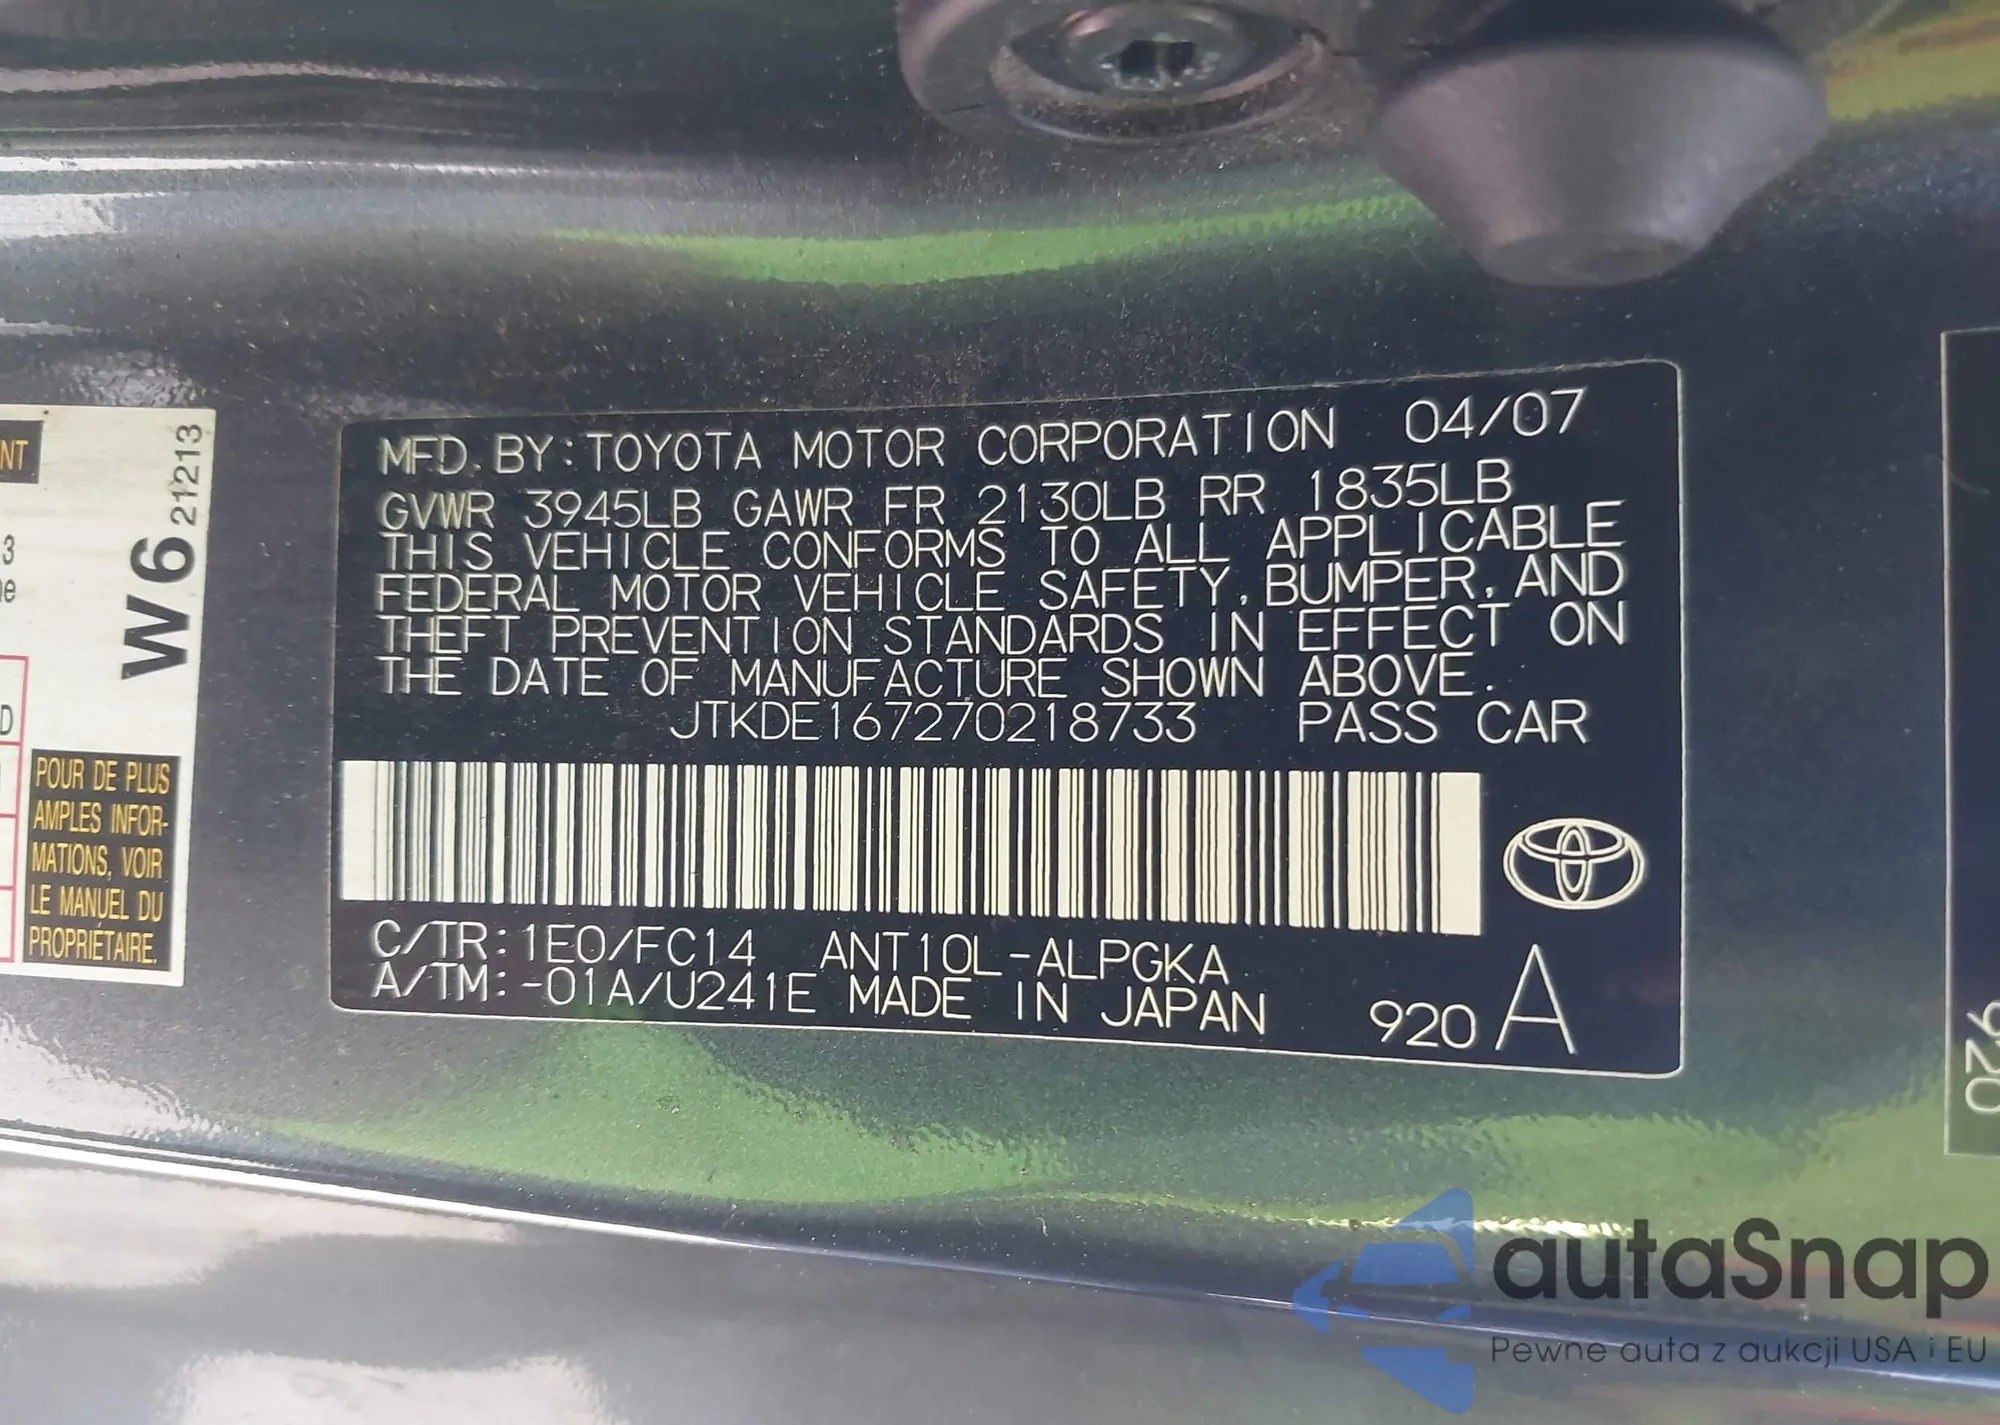 MFD. BY: TOYOTA MOTOR CORPORATION 04/07
GVWR 3945LB GAWR FR 2130LB RR 1835LB
THIS VEHICLE CONFORMS TO ALL APPLICABLE
FEDERAL MOTOR VEHICLE SAFETY, BUMPER, AND
THEFT PREVENTION STANDARDS IN EFFECT ON
THE DATE OF MANUFACTURE SHOWN ABOVE.
JTKDE167270218733 PASS CAR
C/TR: 1E0/FC14 ANT10L-ALPGKA
A/TM: -01A/U241E MADE IN JAPAN
920 A
W6 21213
NT
3
D
POUR DE PLUS
AMPLES INFOR-
MATIONS, VOIR
LE MANUEL DU
PROPRIÉTAIRE.
920
autaSnap
Pewne auta z aukcji USA i EU